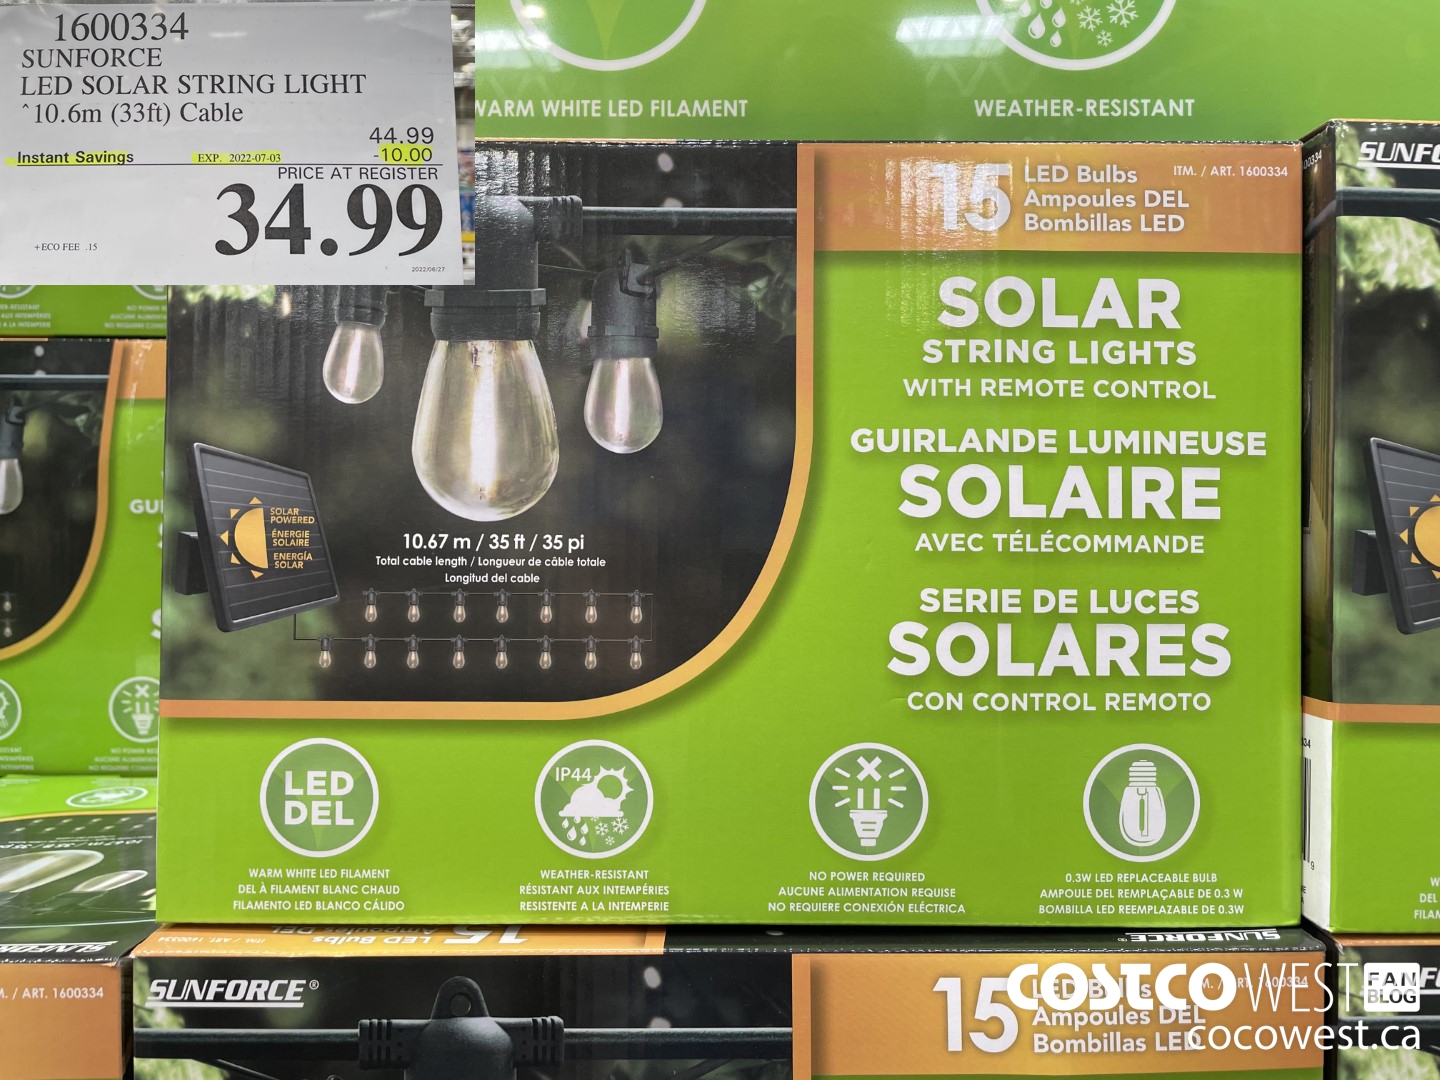 1600334
SUNFORCE
LED SOLAR STRING LIGHT
^10.6m (33ft) Cable
44.99
Instant Savings EXP. 2022-07-03 -10.00
PRICE AT REGISTER
34.99
+ECO FEE .15
2022/06/27
WARM WHITE LED FILAMENT
WEATHER-RESISTANT
15 LED Bulbs
Ampoules DEL
Bombillas LED
ITM. / ART. 1600334
SOLAR
STRING LIGHTS
WITH REMOTE CONTROL
GUIRLANDE LUMINEUSE
SOLAIRE
AVEC TÉLÉCOMMANDE
SERIE DE LUCES
SOLARES
CON CONTROL REMOTO
SOLAR
POWERED
ÉNERGIE
SOLAIRE
ENERGÍA
SOLAR
10.67 m / 35 ft / 35 pi
Total cable length / Longueur de câble totale
Longitud del cable
LED
DEL
WARM WHITE LED FILAMENT
DEL À FILAMENT BLANC CHAUD
FILAMENTO LED BLANCO CÁLIDO
IP44
WEATHER-RESISTANT
RÉSISTANT AUX INTEMPÉRIES
RESISTENTE A LA INTEMPERIE
NO POWER REQUIRED
AUCUNE ALIMENTATION REQUISE
NO REQUIERE CONEXIÓN ELÉCTRICA
0.3W LED REPLACEABLE BULB
AMPOULE DEL REMPLAÇABLE DE 0.3 W
BOMBILLA LED REEMPLAZABLE DE 0.3W
SUNFORCE®
M. / ART. 1600334
SUNFORCE®
15 LED Bulbs
Ampoules DEL
Bombillas LED
COSTCO WEST FAN BLOG
cocowest.ca